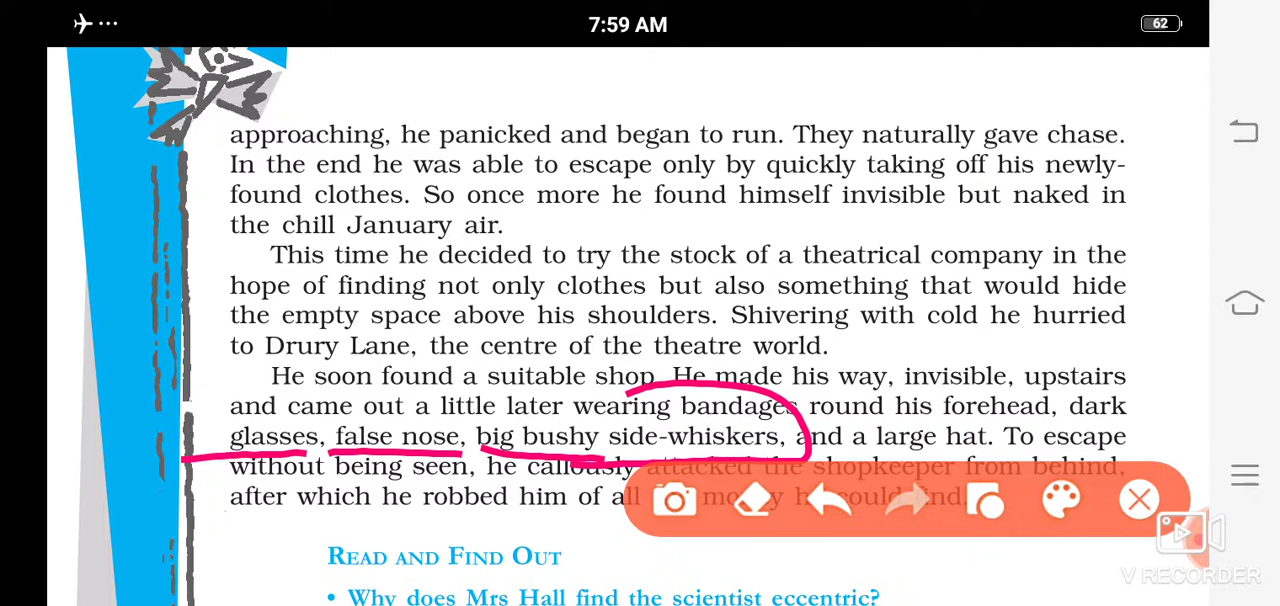 7:59 AM
62
approaching, he panicked and began to run. They naturally gave chase.
In the end he was able to escape only by quickly taking off his newly-
found clothes. So once more he found himself invisible but naked in
the chill January air.
This time he decided to try the stock of a theatrical company in the
hope of finding not only clothes but also something that would hide
the empty space above his shoulders. Shivering with cold he hurried
to Drury Lane, the centre of the theatre world.
He soon found a suitable shop. He made his way, invisible, upstairs
and came out a little later wearing bandages round his forehead, dark
glasses, false nose, big bushy side-whiskers, and a large hat. To escape
without being seen, he callously attacked the shopkeeper from behind,
after which he robbed him of all
READ AND FIND OUT
• Why does Mrs Hall find the scientist eccentric?
V RECORDER